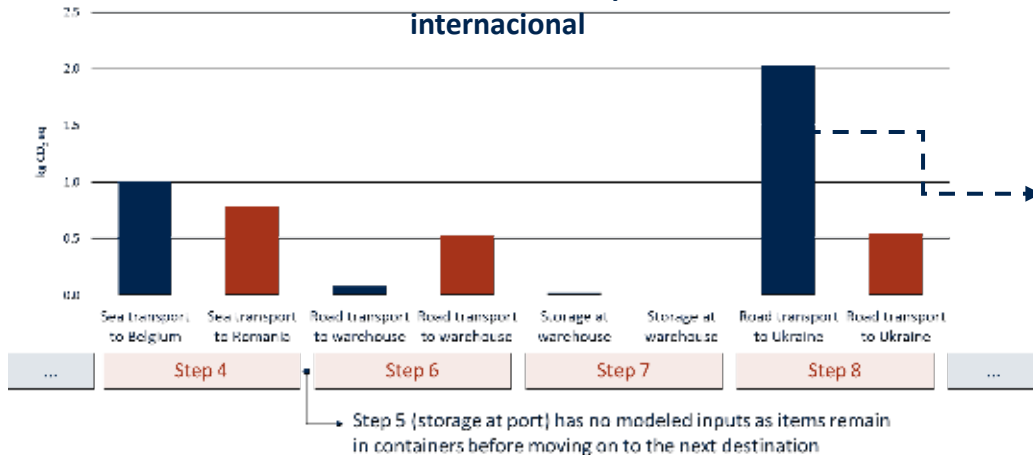 internacional
2.5
2.0
1.5
1.0
0.5
0.0
kg CO₂ eq
Sea transport to Belgium
Sea transport to Romania
Road transport to warehouse
Road transport to warehouse
Storage at warehouse
Storage at warehouse
Road transport to Ukraine
Road transport to Ukraine
...
Step 4
Step 6
Step 7
Step 8
...
Step 5 (storage at port) has no modeled inputs as items remain
in containers before moving on to the next destination